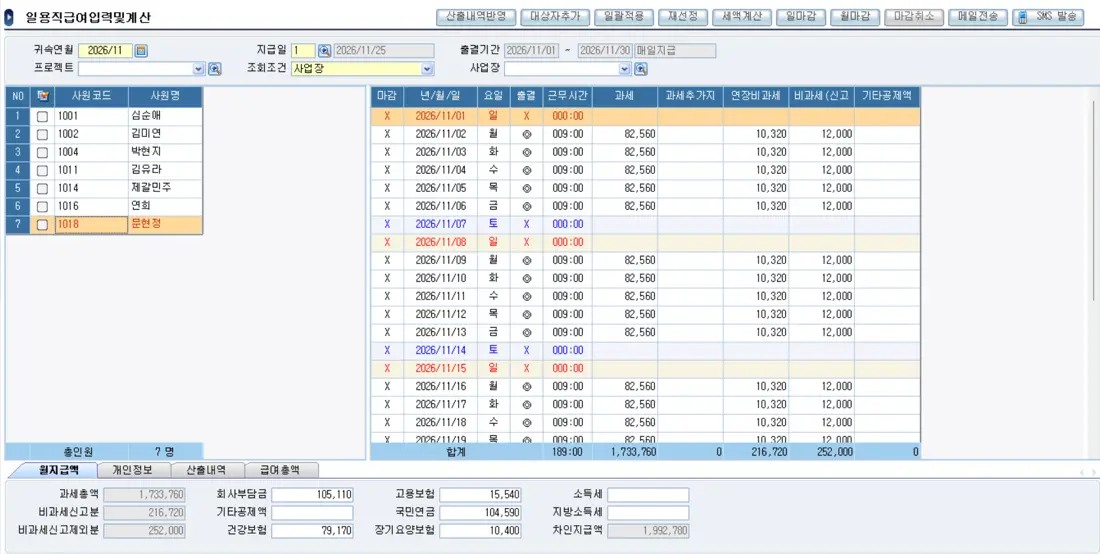 일용직급여입력및계산 산출내역반영 대상자추가 일괄적용 재선정 세액계산 일마감 월마감 마감취소 메일전송 SMS 발송
귀속연월 2026/11 지급일 1 2026/11/25 출결기간 2026/11/01 ~ 2026/11/30 매일지급
프로젝트 조회조건 사업장 사업장
NO 사원코드 사원명
1 1001 심순애
2 1002 김미연
3 1004 박현지
4 1011 김유라
5 1014 제갈민주
6 1016 연희
7 1018 문현정
총인원 7 명
마감 년/월/일 요일 출결 근무시간 과세 과세추가지 연장비과세 비과세(신고 기타공제액
X 2026/11/01 일 X 000:00
X 2026/11/02 월 ◎ 009:00 82,560 10,320 12,000
X 2026/11/03 화 ◎ 009:00 82,560 10,320 12,000
X 2026/11/04 수 ◎ 009:00 82,560 10,320 12,000
X 2026/11/05 목 ◎ 009:00 82,560 10,320 12,000
X 2026/11/06 금 ◎ 009:00 82,560 10,320 12,000
X 2026/11/07 토 X 000:00
X 2026/11/08 일 X 000:00
X 2026/11/09 월 ◎ 009:00 82,560 10,320 12,000
X 2026/11/10 화 ◎ 009:00 82,560 10,320 12,000
X 2026/11/11 수 ◎ 009:00 82,560 10,320 12,000
X 2026/11/12 목 ◎ 009:00 82,560 10,320 12,000
X 2026/11/13 금 ◎ 009:00 82,560 10,320 12,000
X 2026/11/14 토 X 000:00
X 2026/11/15 일 X 000:00
X 2026/11/16 월 ◎ 009:00 82,560 10,320 12,000
X 2026/11/17 화 ◎ 009:00 82,560 10,320 12,000
X 2026/11/18 수 ◎ 009:00 82,560 10,320 12,000
X 2026/11/19 목 ◎ 009:00 82,560 10,320 12,000
합계 189:00 1,733,760 0 216,720 252,000 0
월지급액 개인정보 산출내역 급여총액
과세총액 1,733,760 회사부담금 105,110 고용보험 15,540 소득세
비과세신고분 216,720 기타공제액 국민연금 104,590 지방소득세
비과세신고제외분 252,000 건강보험 79,170 장기요양보험 10,400 차인지급액 1,992,780